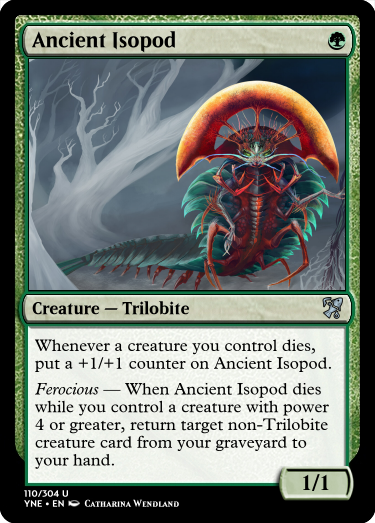 Ancient Isopod
Creature — Trilobite
Whenever a creature you control dies,
put a +1/+1 counter on Ancient Isopod.
Ferocious — When Ancient Isopod dies
while you control a creature with power
4 or greater, return target non-Trilobite
creature card from your graveyard to
your hand.
1/1
110/304 U
YNE • EN Catharina Wendland